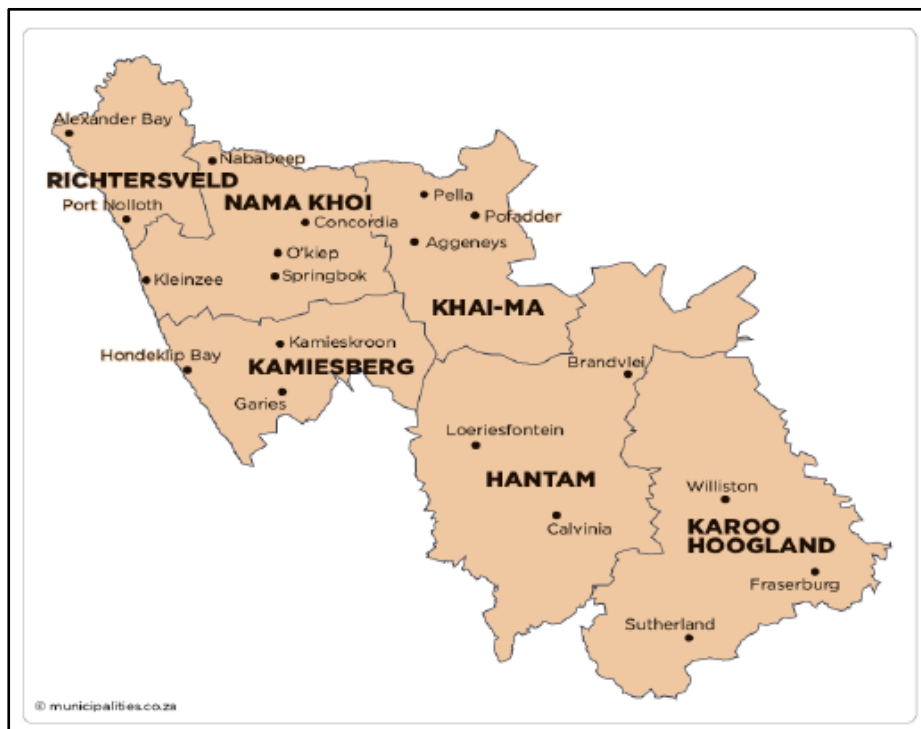 Alexander Bay
Nababeep
RICHTERSVELD
Pella
NAMA KHOI
Port Nolloth
Pofadder
Concordia
Aggeneys
O'kiep
Kleinzee
Springbok
KHAI-MA
Kamieskroon
Hondeklip Bay
Brandvlei
KAMIESBERG
Garies
Loeriesfontein
HANTAM
Williston
Calvinia
KAROO
HOOGLAND
Fraserburg
Sutherland
© municipalities.co.za